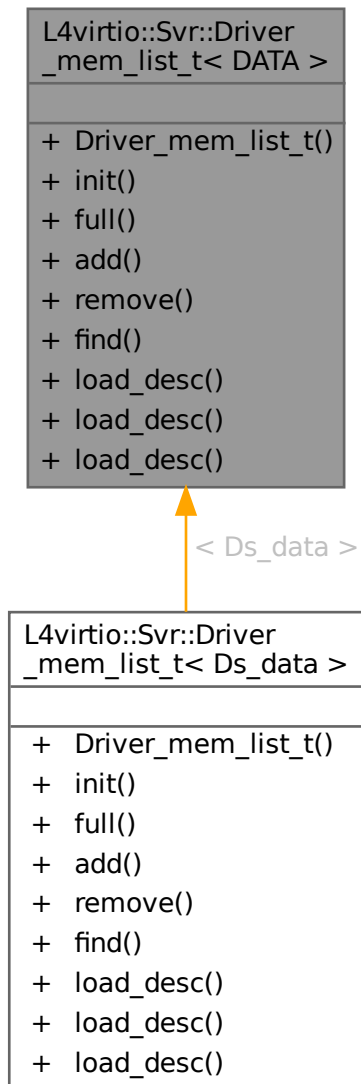 L4virtio::Svr::Driver
_mem_list_t< DATA >
+ Driver_mem_list_t()
+ init()
+ full()
+ add()
+ remove()
+ find()
+ load_desc()
+ load_desc()
+ load_desc()
< Ds_data >
L4virtio::Svr::Driver
_mem_list_t< Ds_data >
+ Driver_mem_list_t()
+ init()
+ full()
+ add()
+ remove()
+ find()
+ load_desc()
+ load_desc()
+ load_desc()